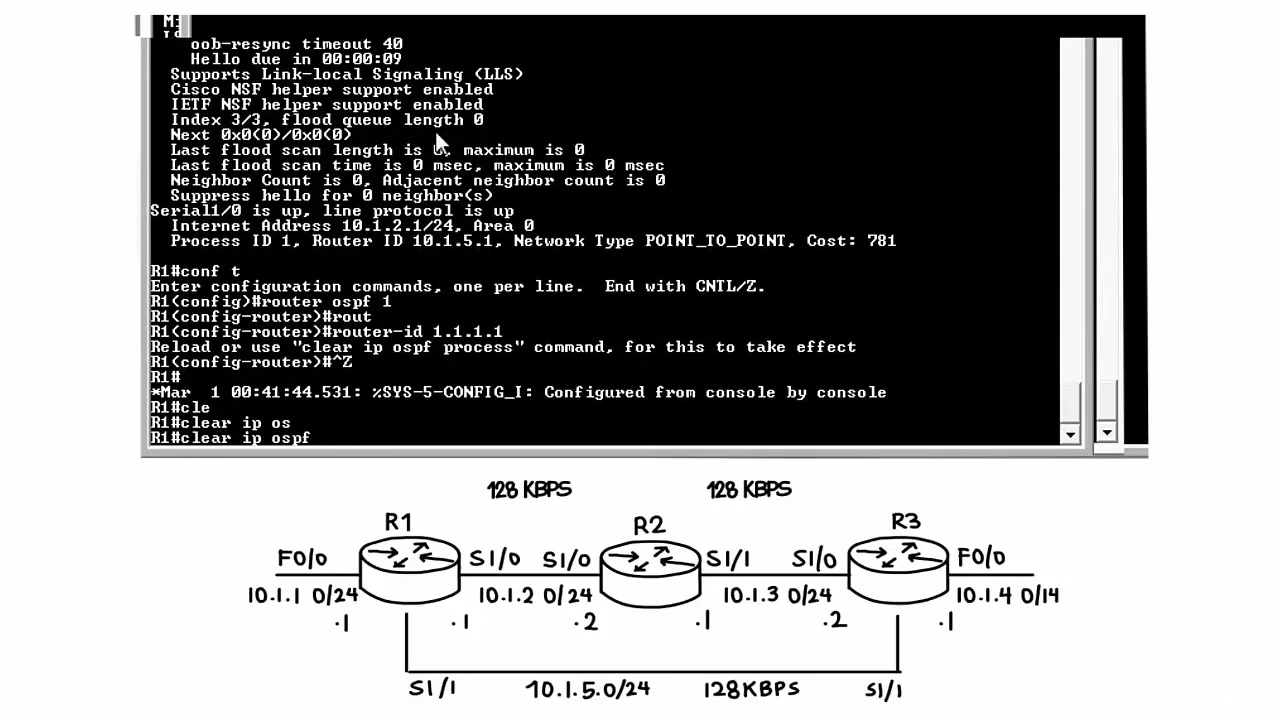 M:
oob-resync timeout 40
Hello due in 00:00:09
Supports Link-local Signaling (LLS)
Cisco NSF helper support enabled
IETF NSF helper support enabled
Index 3/3, flood queue length 0
Next 0x0(0)/0x0(0)
Last flood scan length is 0, maximum is 0
Last flood scan time is 0 msec, maximum is 0 msec
Neighbor Count is 0, Adjacent neighbor count is 0
Suppress hello for 0 neighbor(s)
Serial1/0 is up, line protocol is up
Internet Address 10.1.2.1/24, Area 0
Process ID 1, Router ID 10.1.5.1, Network Type POINT_TO_POINT, Cost: 781
R1#conf t
Enter configuration commands, one per line.  End with CNTL/Z.
R1(config)#router ospf 1
R1(config-router)#rout
R1(config-router)#router-id 1.1.1.1
Reload or use "clear ip ospf process" command, for this to take effect
R1(config-router)#^Z
R1#
*Mar  1 00:41:44.531: %SYS-5-CONFIG_I: Configured from console by console
R1#cle
R1#clear ip os
R1#clear ip ospf
128 KBPS 128 KBPS
R1 R2 R3
F0/0 S1/0 S1/0 S1/1 S1/0 F0/0
10.1.1 0/24 10.1.2 0/24 10.1.3 0/24 10.1.4 0/14
.1 .1 .2 .1 .2 .1
S1/1 10.1.5.0/24 128KBPS S1/1